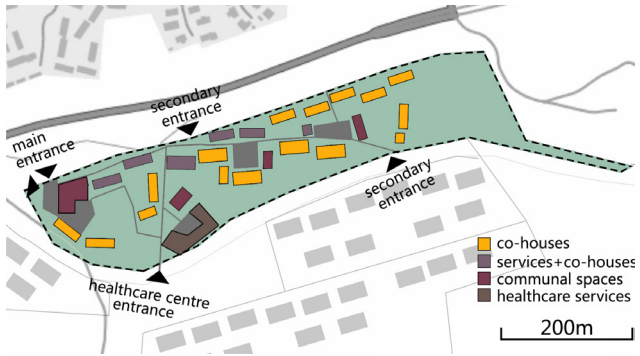 secondary
entrance
main
entrance
secondary
entrance
healthcare centre
entrance
co-houses
services+co-houses
communal spaces
healthcare services
200m